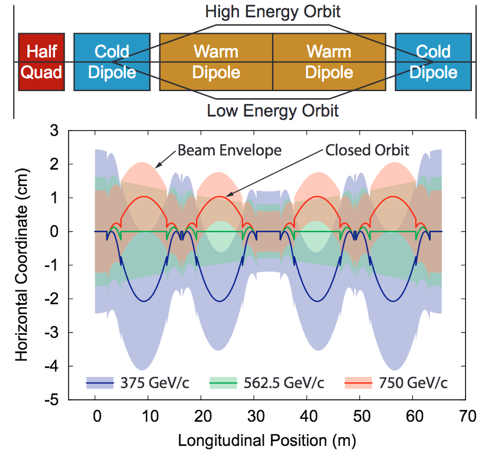 High Energy Orbit
Half Quad
Cold Dipole
Warm Dipole
Warm Dipole
Cold Dipole
Low Energy Orbit
Horizontal Coordinate (cm)
3
2
1
0
-1
-2
-3
-4
-5
Beam Envelope
Closed Orbit
375 GeV/c
562.5 GeV/c
750 GeV/c
0
10
20
30
40
50
60
70
Longitudinal Position (m)